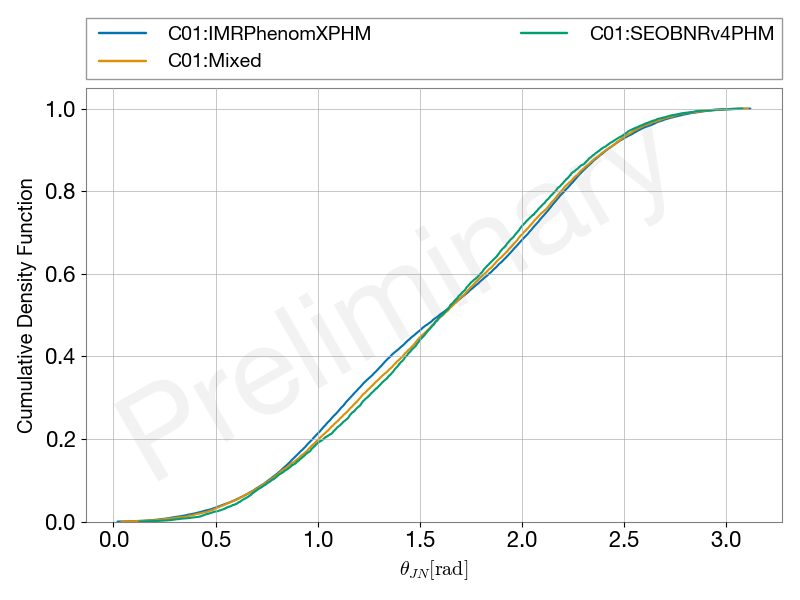 C01:IMRPhenomXPHM
C01:Mixed
C01:SEOBNRv4PHM
Preliminary
Cumulative Density Function
1.0
0.8
0.6
0.4
0.2
0.0
0.0 0.5 1.0 1.5 2.0 2.5 3.0
θ_JN[rad]